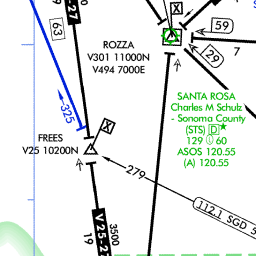 X
63
27
59
29
7
ROZZA
V301 11000N
V494 7000E
SANTA ROSA
Charles M Schulz
- Sonoma County
(STS) D★
129 60
ASOS 120.55
(A) 120.55
325
X
FREES
V25 10200N
279
112.1 SGD
V25-27
3500
19